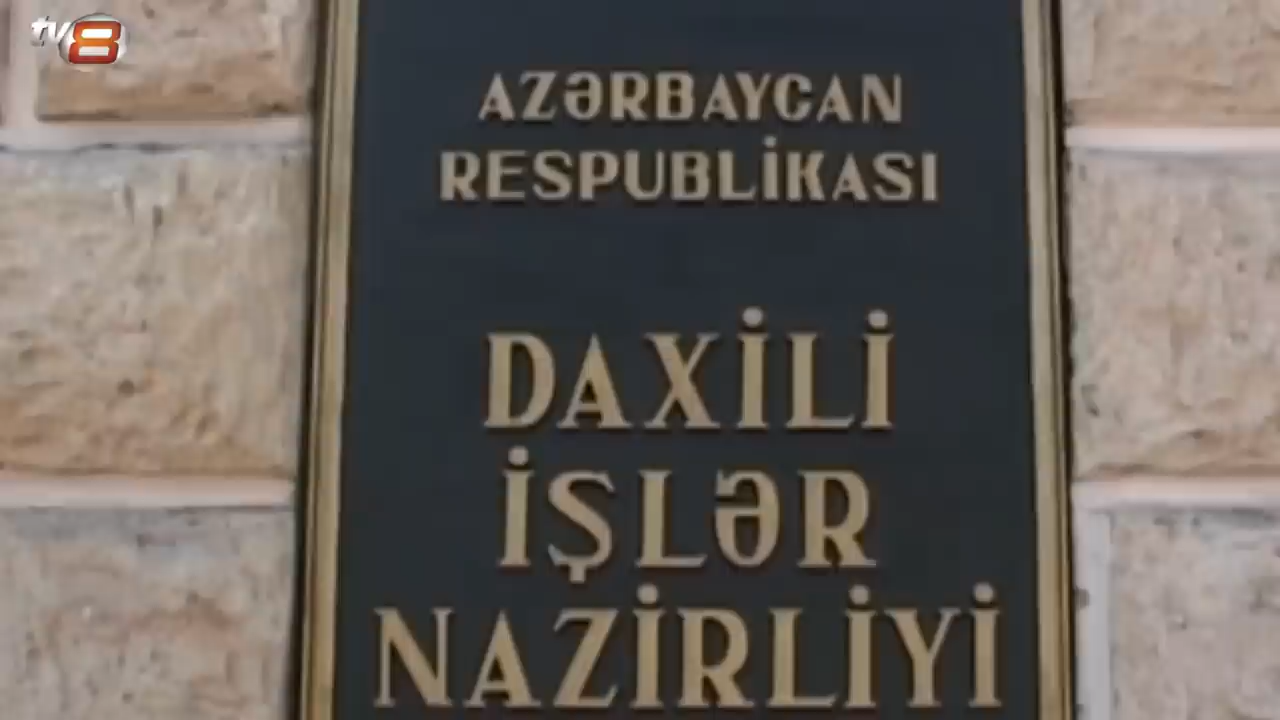 tv8
AZƏRBAYCAN
RESPUBLİKASI
DAXİLİ
İŞLƏR
NAZİRLİYİ